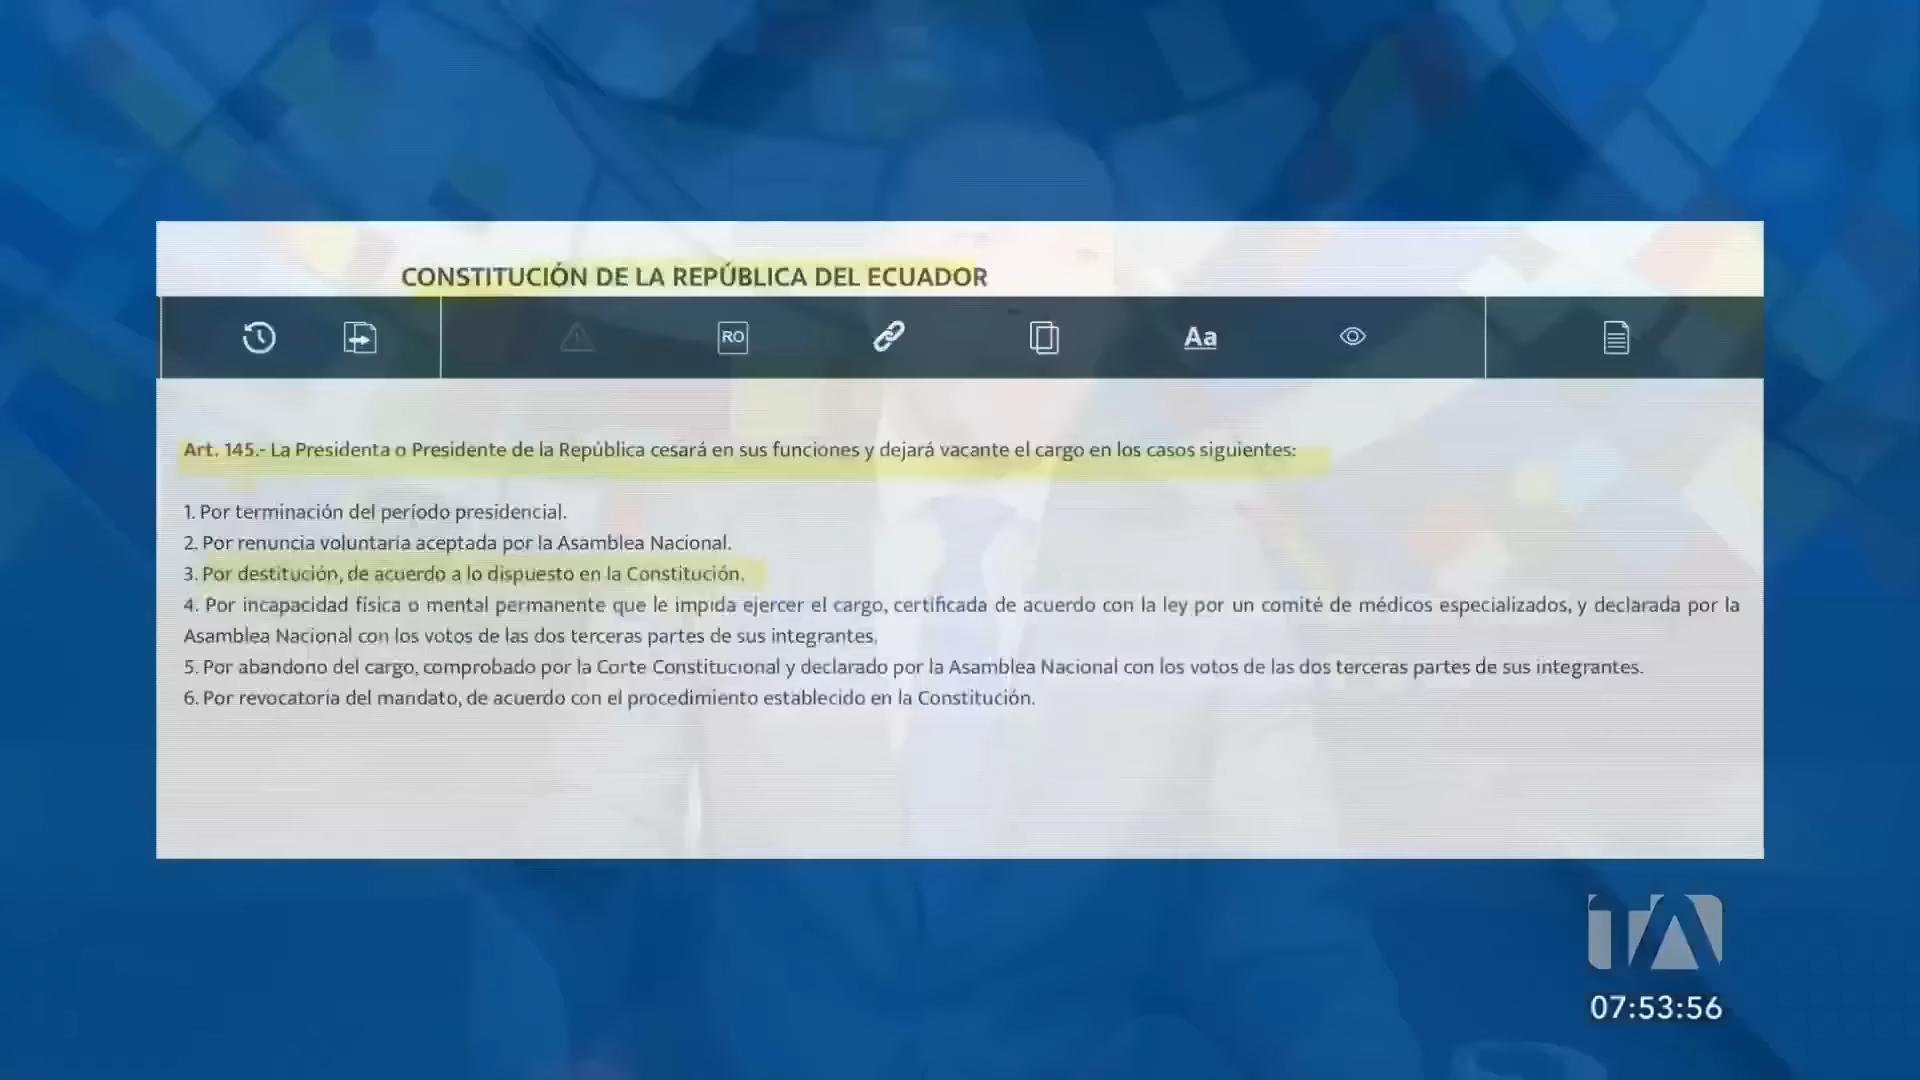 CONSTITUCIÓN DE LA REPÚBLICA DEL ECUADOR
RO
Aa
Art. 145.- La Presidenta o Presidente de la República cesará en sus funciones y dejará vacante el cargo en los casos siguientes:
1. Por terminación del período presidencial.
2. Por renuncia voluntaria aceptada por la Asamblea Nacional.
3. Por destitución, de acuerdo a lo dispuesto en la Constitución.
4. Por incapacidad física o mental permanente que le impida ejercer el cargo, certificada de acuerdo con la ley por un comité de médicos especializados, y declarada por la
Asamblea Nacional con los votos de las dos terceras partes de sus integrantes.
5. Por abandono del cargo, comprobado por la Corte Constitucional y declarado por la Asamblea Nacional con los votos de las dos terceras partes de sus integrantes.
6. Por revocatoria del mandato, de acuerdo con el procedimiento establecido en la Constitución.
TA
07:53:56